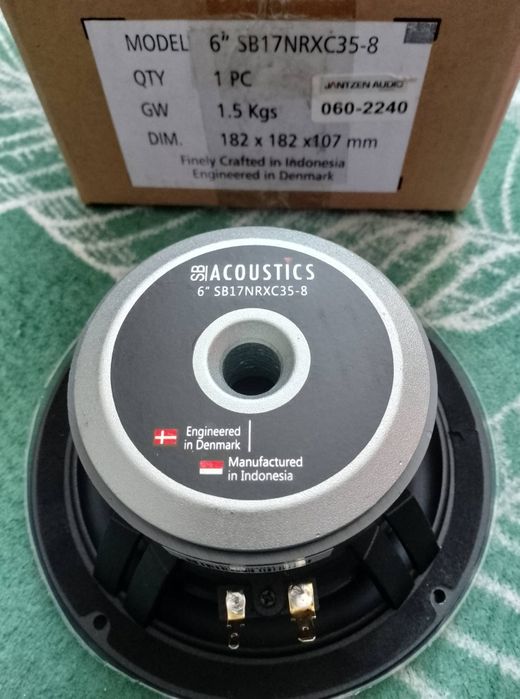 MODEL 6" SB17NRXC35-8
QTY 1 PC
JANTZEN AUDIO
GW 1.5 Kgs
060-2240
DIM. 182 x 182 x107 mm
Finely Crafted in Indonesia
Engineered in Denmark
SB ACOUSTICS
6" SB17NRXC35-8
Engineered
in Denmark
Manufactured
in Indonesia